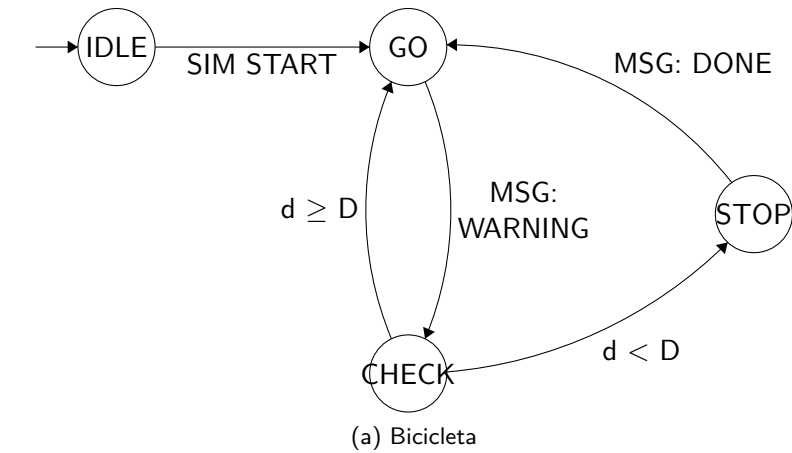 IDLE
SIM START
GO
MSG: DONE
d ≥ D
MSG:
WARNING
STOP
d < D
CHECK
(a) Bicicleta